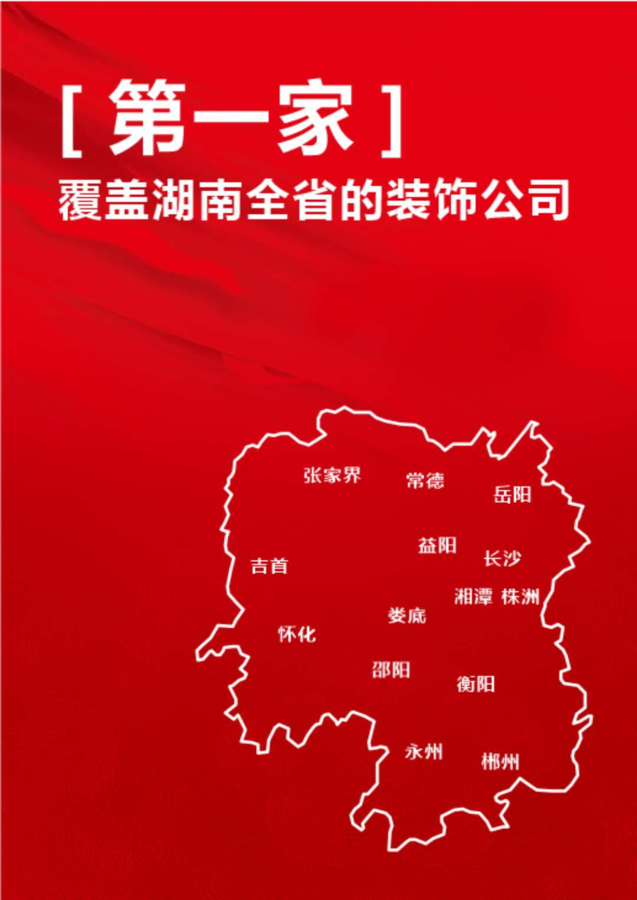 [ 第一家 ]
覆盖湖南全省的装饰公司
张家界
常德
岳阳
益阳
长沙
吉首
湘潭
株洲
娄底
怀化
邵阳
衡阳
永州
郴州